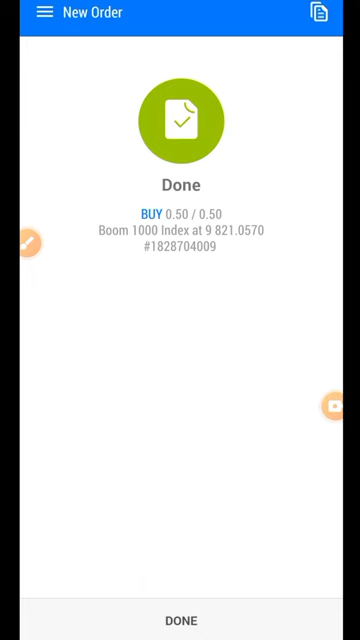 New Order
Done
BUY 0.50 / 0.50
Boom 1000 Index at 9 821.0570
#1828704009
DONE